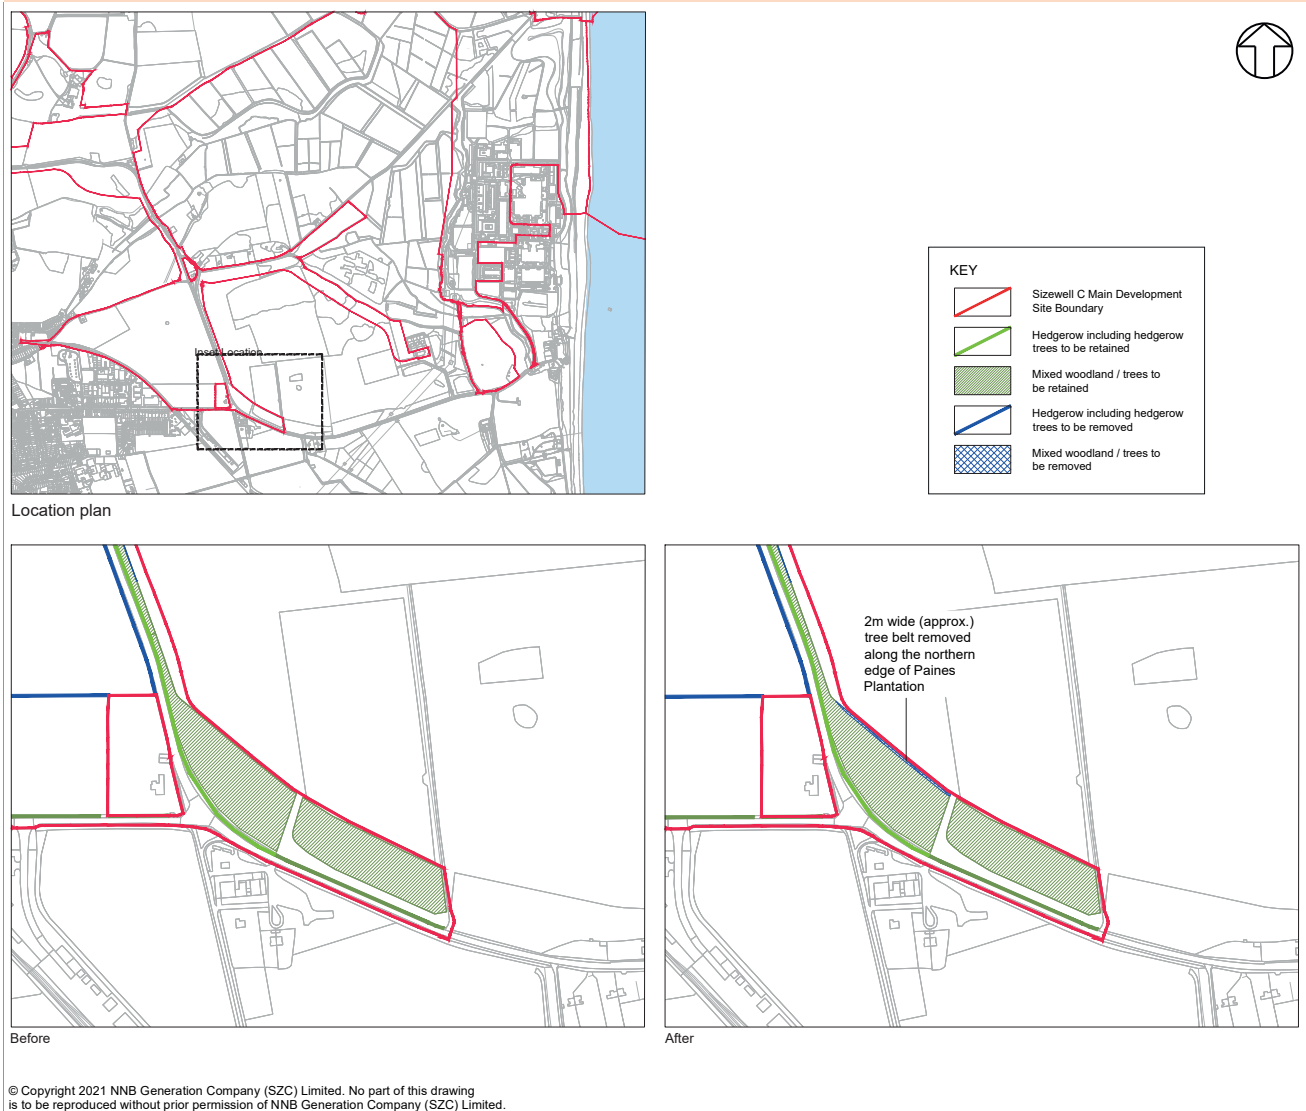 Inset Location
Location plan
KEY
Sizewell C Main Development
Site Boundary
Hedgerow including hedgerow
trees to be retained
Mixed woodland / trees to
be retained
Hedgerow including hedgerow
trees to be removed
Mixed woodland / trees to
be removed
2m wide (approx.)
tree belt removed
along the northern
edge of Paines
Plantation
Before
After
© Copyright 2021 NNB Generation Company (SZC) Limited. No part of this drawing
is to be reproduced without prior permission of NNB Generation Company (SZC) Limited.